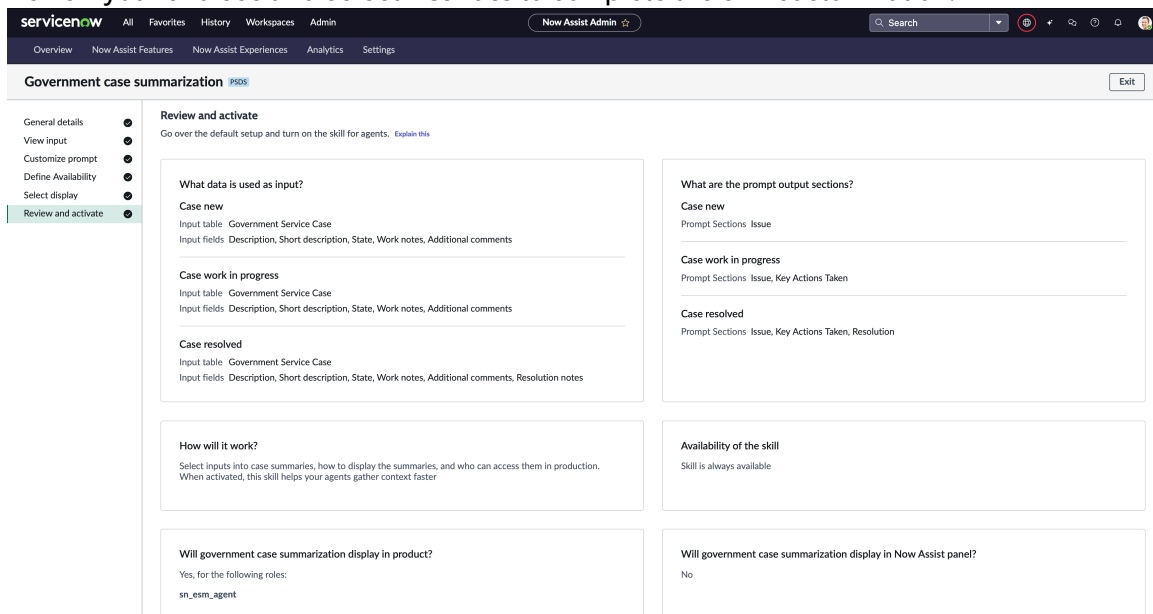 servicenow All Favorites History Workspaces Admin Now Assist Admin ☆ Search
Overview Now Assist Features Now Assist Experiences Analytics Settings
Government case summarization PSDS Exit
General details
View input
Customize prompt
Define Availability
Select display
Review and activate
Review and activate
Go over the default setup and turn on the skill for agents. Explain this
What data is used as input?
Case new
Input table Government Service Case
Input fields Description, Short description, State, Work notes, Additional comments
Case work in progress
Input table Government Service Case
Input fields Description, Short description, State, Work notes, Additional comments
Case resolved
Input table Government Service Case
Input fields Description, Short description, State, Work notes, Additional comments, Resolution notes
What are the prompt output sections?
Case new
Prompt Sections Issue
Case work in progress
Prompt Sections Issue, Key Actions Taken
Case resolved
Prompt Sections Issue, Key Actions Taken, Resolution
How will it work?
Select inputs into case summaries, how to display the summaries, and who can access them in production.
When activated, this skill helps your agents gather context faster
Availability of the skill
Skill is always available
Will government case summarization display in product?
Yes, for the following roles:
sn_esm_agent
Will government case summarization display in Now Assist panel?
No